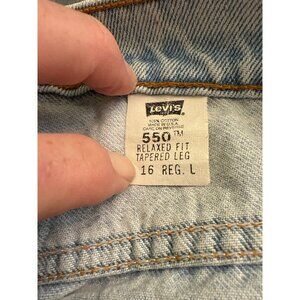 Levi's
100% COTTON
MADE IN U.S.A.
CARE ON REVERSE
550™
RELAXED FIT
TAPERED LEG
16 REG. L